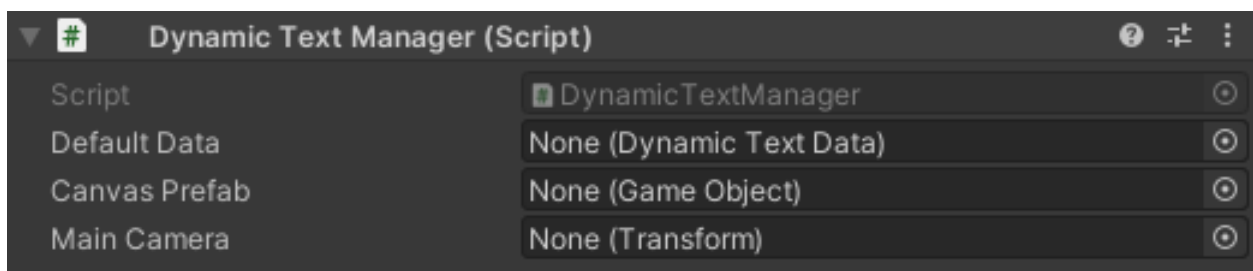 # Dynamic Text Manager (Script)
Script # DynamicTextManager
Default Data None (Dynamic Text Data)
Canvas Prefab None (Game Object)
Main Camera None (Transform)